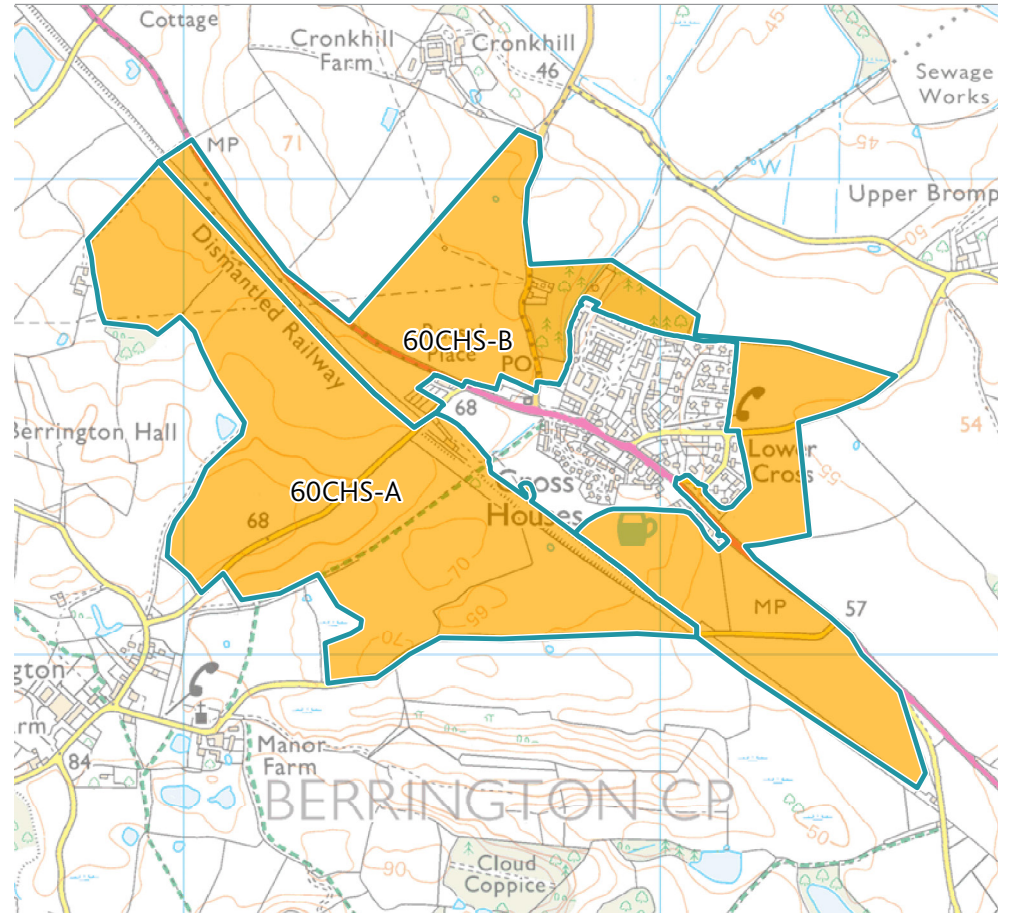 Cottage
Cronkhill
Farm
Cronkhill
46
45
Sewage
Works
MP
71
45
W
Upper Bromp
50
Dismantled Railway
60CHS-B
Place
PO
68
54
Berrington Hall
Lower
Cross
55
60CHS-A
68
Cross
Houses
70
65
70
MP
57
gton
rm
84
Manor
Farm
BERRINGTON CP
50
90
Cloud
Coppice